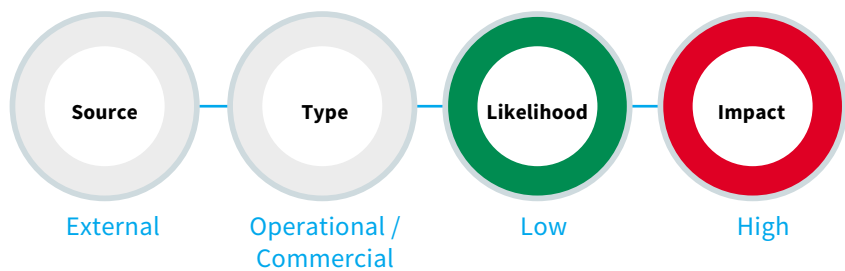 Source
Type
Likelihood
Impact
External
Operational /
Commercial
Low
High